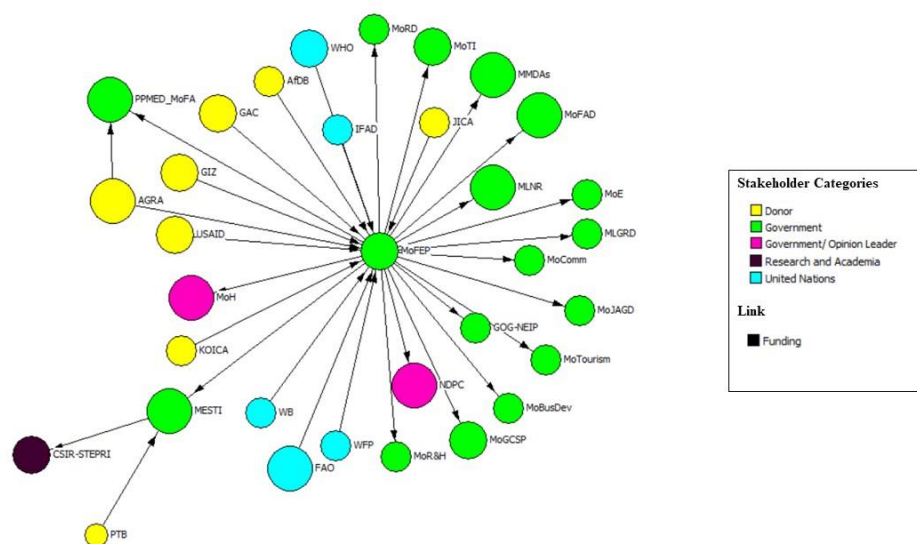 MoRD
WHO
MoTI
MMDAs
AfDB
PPMED_MoFA
GAC
IFAD
JICA
MoFAD
GIZ
MLNR
MoE
AGRA
USAID
MLGRD
MoFEP
MoComm
MoH
MoJAGD
GOG-NEIP
KOICA
MoTourism
NDPC
MESTI
WB
MoBusDev
MoGCSP
WFP
MoR&H
CSIR-STEPRI
FAO
PTB
Stakeholder Categories
Donor
Government
Government/ Opinion Leader
Research and Academia
United Nations
Link
Funding